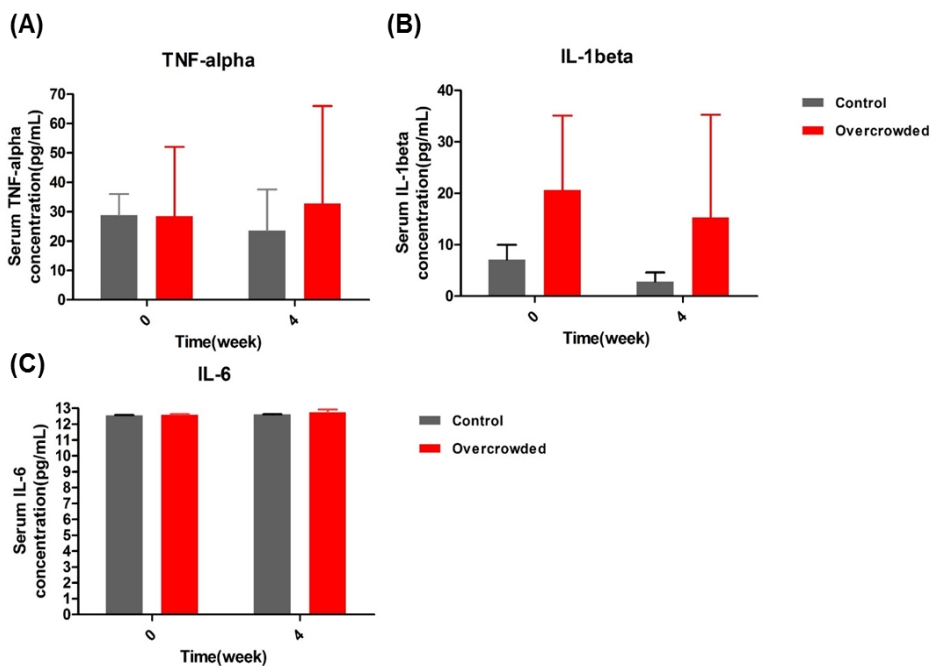 (A)
TNF-alpha
Serum TNF-alpha
concentration(pg/mL)
70
60
50
40
30
20
10
0
0
4
Time(week)
(B)
IL-1beta
Serum IL-1beta
concentration(pg/mL)
40
30
20
10
0
0
4
Time(week)
Control
Overcrowded
(C)
IL-6
Serum IL-6
concentration(pg/mL)
13
12
11
10
9
8
7
6
5
4
3
2
1
0
0
4
Time(week)
Control
Overcrowded